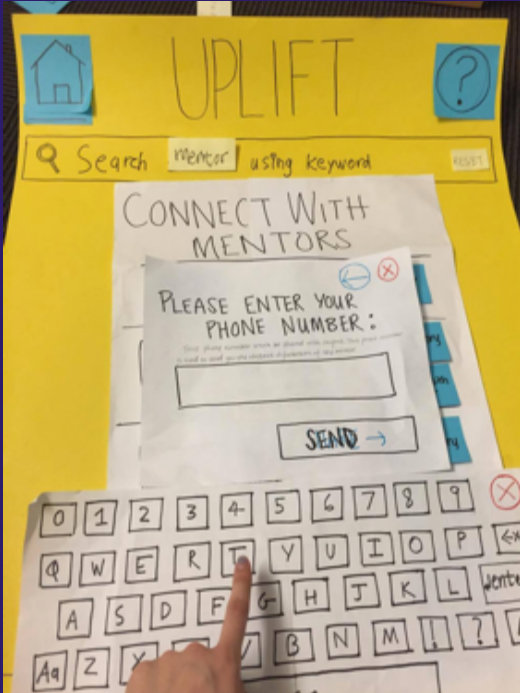 UPLIFT
?
Search mentor using keyword
RESET
CONNECT WITH
MENTORS
PLEASE ENTER YOUR
PHONE NUMBER:
SEND →
0 1 2 3 4 5 6 7 8 9
Q W E R T Y U I O P
A S D F G H J K L
Aa Z B N M ! ?